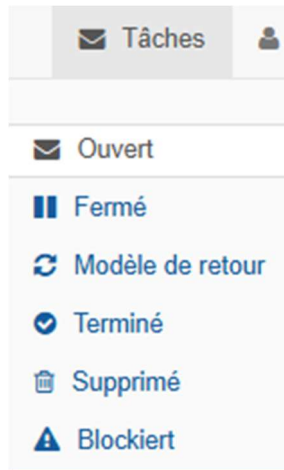 Tâches
Ouvert
Fermé
Modèle de retour
Terminé
Supprimé
Blockiert